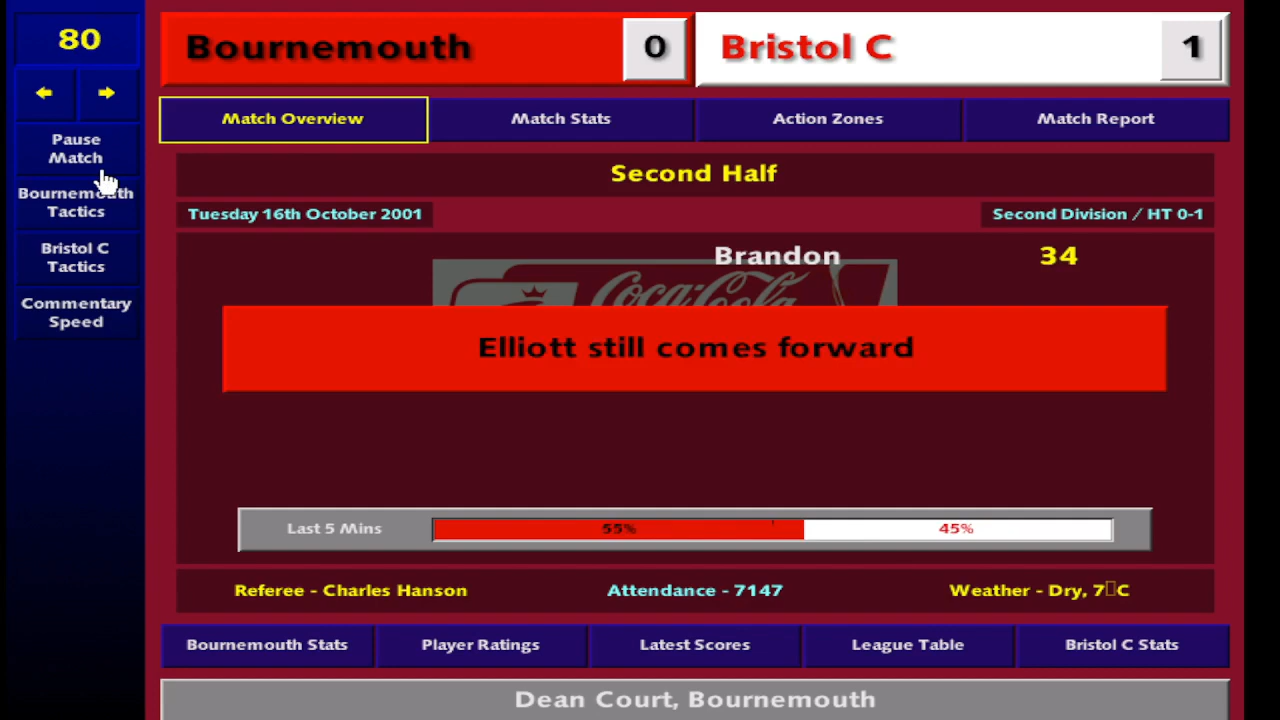 80
Bournemouth 0 Bristol C 1
Match Overview Match Stats Action Zones Match Report
Pause
Match
Second Half
Bournemouth
Tactics
Tuesday 16th October 2001 Second Division / HT 0-1
Bristol C
Tactics
Brandon 34
Coca-Cola
Commentary
Speed
Elliott still comes forward
Last 5 Mins 55% 45%
Referee - Charles Hanson Attendance - 7147 Weather - Dry, 7▯C
Bournemouth Stats Player Ratings Latest Scores League Table Bristol C Stats
Dean Court, Bournemouth